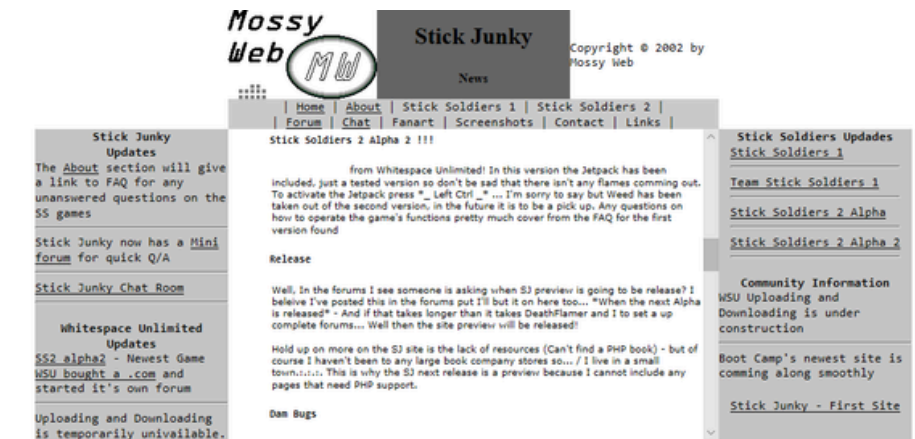 Mossy
Web
MW
Stick Junky
News
Copyright © 2002 by
Mossy Web
| Home | About | Stick Soldiers 1 | Stick Soldiers 2 |
| Forum | Chat | Fanart | Screenshots | Contact | Links |
Stick Junky
Updates
The About section will give
a link to FAQ for any
unanswered questions on the
SS games
Stick Junky now has a Mini
forum for quick Q/A
Stick Junky Chat Room
Whitespace Unlimited
Updates
SS2 alpha2 - Newest Game
WSU bought a .com and
started it's own forum
Uploading and Downloading
is temporarily univailable.
Stick Soldiers 2 Alpha 2 !!!
from Whitespace Unlimited! In this version the Jetpack has been
included, just a tested version so don't be sad that there isn't any flames comming out.
To activate the Jetpack press "_ Left Ctrl _" ... I'm sorry to say but Weed has been
taken out of the second version, in the future it is to be a pick up. Any questions on
how to operate the game's functions pretty much cover from the FAQ for the first
version found
Release
Well, In the forums I see someone is asking when SJ preview is going to be release? I
beleive I've posted this in the forums put I'll but it on here too... "When the next Alpha
is released" - And if that takes longer than it takes DeathFlamer and I to set a up
complete forums... Well then the site preview will be released!
Hold up on more on the SJ site is the lack of resources (Can't find a PHP book) - but of
course I haven't been to any large book company stores so... / I live in a small
town.:.:.:. This is why the SJ next release is a preview because I cannot include any
pages that need PHP support.
Dam Bugs
Stick Soldiers Updades
Stick Soldiers 1
Team Stick Soldiers 1
Stick Soldiers 2 Alpha
Stick Soldiers 2 Alpha 2
Community Information
WSU Uploading and
Downloading is under
construction
Boot Camp's newest site is
comming along smoothly
Stick Junky - First Site